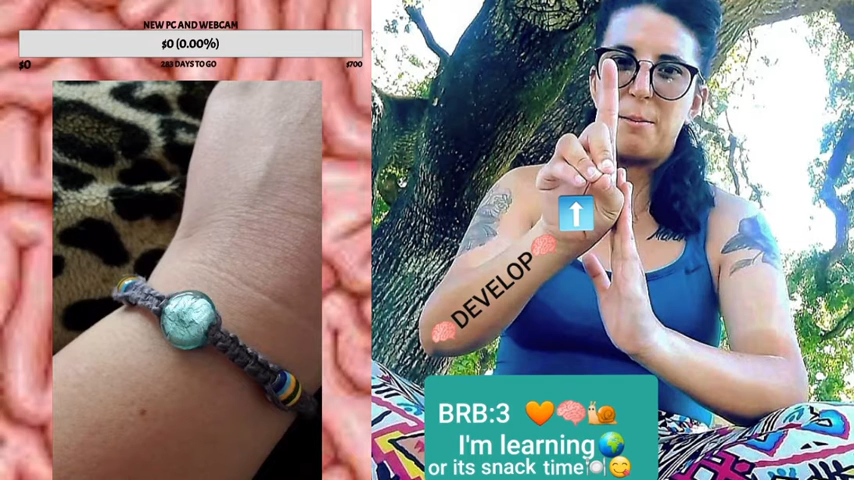 NEW PC AND WEBCAM
$0 (0.00%)
$0 283 DAYS TO GO $700
DEVELOP
BRB:3
I'm learning
or its snack time